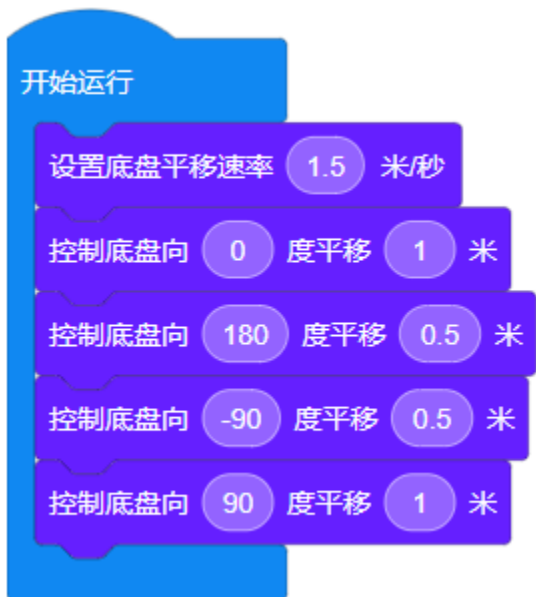 开始运行
设置底盘平移速率 1.5 米/秒
控制底盘向 0 度平移 1 米
控制底盘向 180 度平移 0.5 米
控制底盘向 -90 度平移 0.5 米
控制底盘向 90 度平移 1 米